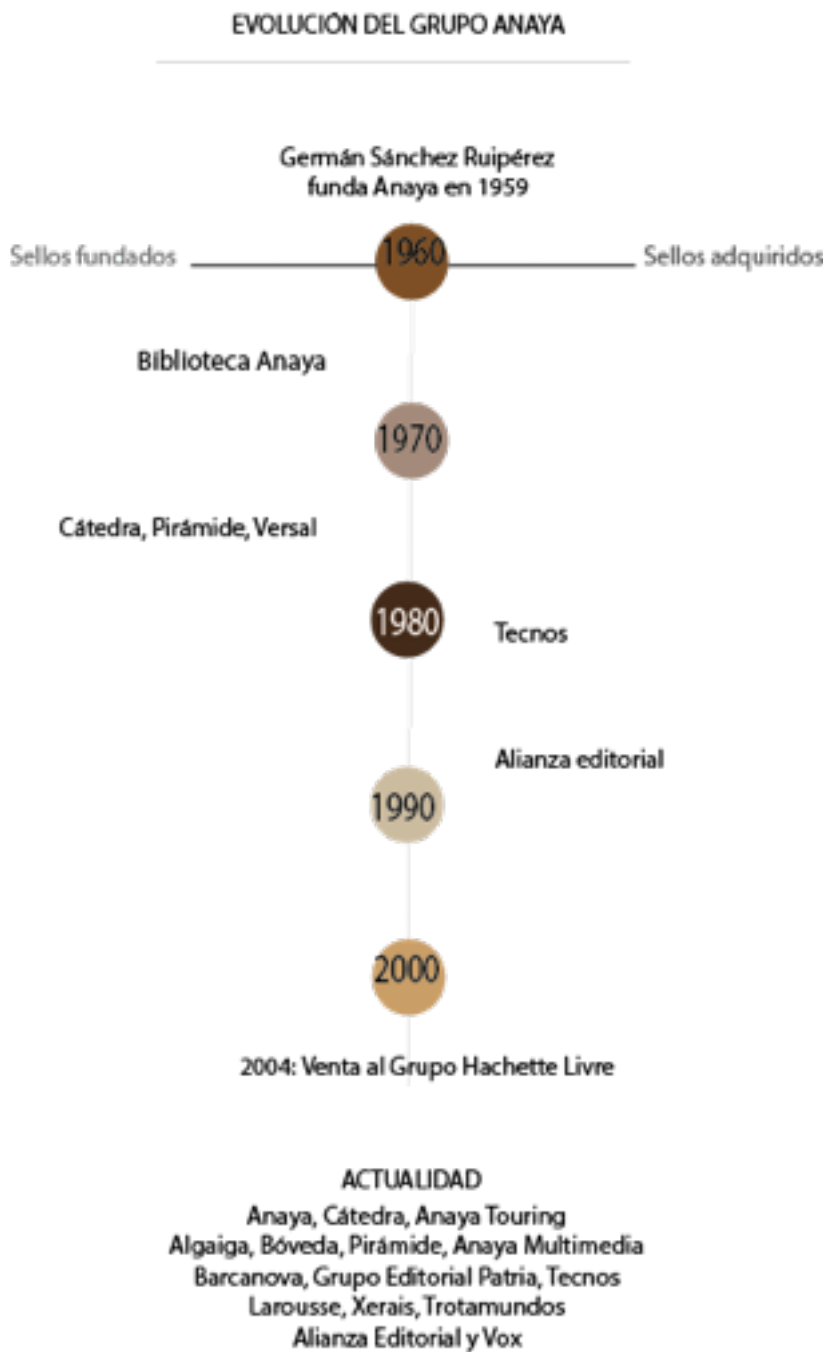 EVOLUCIÓN DEL GRUPO ANAYA
Germán Sánchez Ruipérez
funda Anaya en 1959
Sellos fundados
1960
Sellos adquiridos
Biblioteca Anaya
1970
Cátedra, Pirámide, Versal
1980
Tecnos
Alianza editorial
1990
2000
2004: Venta al Grupo Hachette Livre
ACTUALIDAD
Anaya, Cátedra, Anaya Touring
Algaiga, Bóveda, Pirámide, Anaya Multimedia
Barcanova, Grupo Editorial Patria, Tecnos
Larousse, Xerais, Trotamundos
Alianza Editorial y Vox